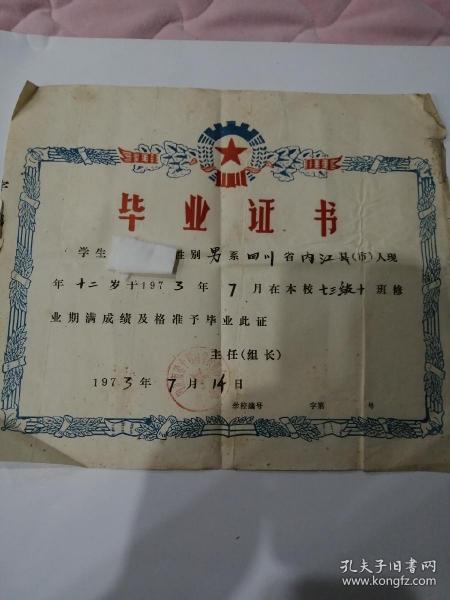 毕业证书
学生 性别男系四川省内江县(市)人现
年十二岁于1973年7月在本校七三级十班修
业期满成绩及格准予毕业此证
主任(组长)
1973年7月14日
学校编号 字第 号
孔夫子旧书网
www.kongfz.com